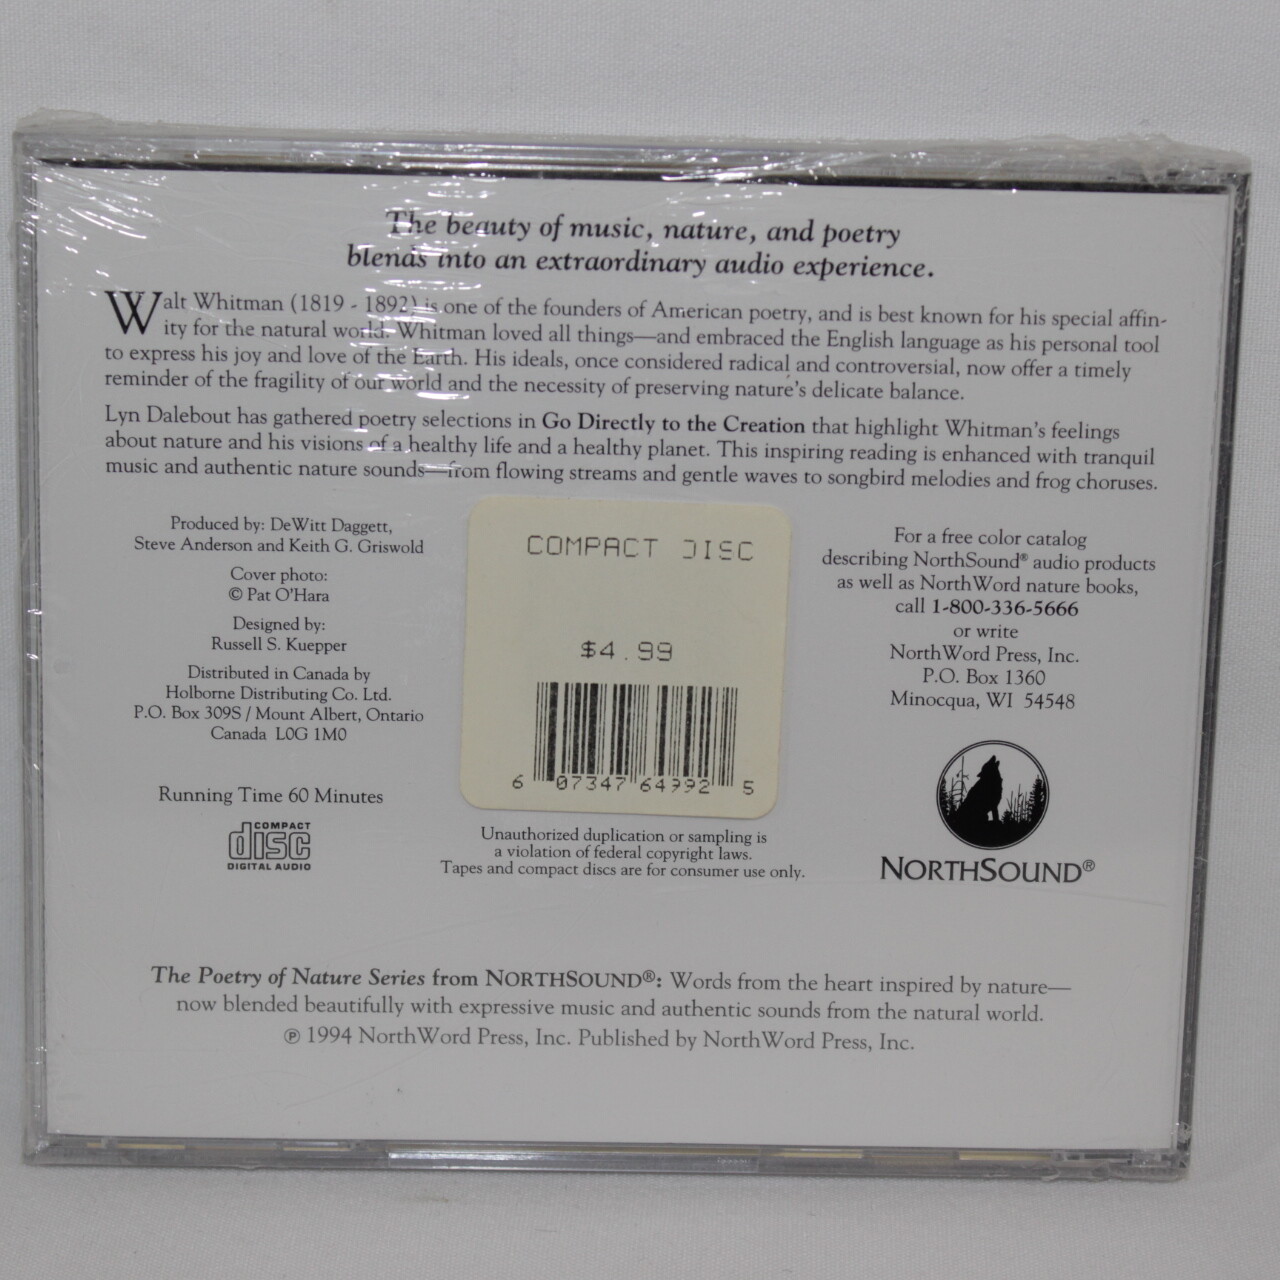 The beauty of music, nature, and poetry
blends into an extraordinary audio experience.
Walt Whitman (1819 - 1892) is one of the founders of American poetry, and is best known for his special affin-
ity for the natural world. Whitman loved all things—and embraced the English language as his personal tool
to express his joy and love of the Earth. His ideals, once considered radical and controversial, now offer a timely
reminder of the fragility of our world and the necessity of preserving nature's delicate balance.
Lyn Dalebout has gathered poetry selections in Go Directly to the Creation that highlight Whitman's feelings
about nature and his visions of a healthy life and a healthy planet. This inspiring reading is enhanced with tranquil
music and authentic nature sounds—from flowing streams and gentle waves to songbird melodies and frog choruses.
Produced by: DeWitt Daggett,
Steve Anderson and Keith G. Griswold
Cover photo:
© Pat O'Hara
Designed by:
Russell S. Kuepper
Distributed in Canada by
Holborne Distributing Co. Ltd.
P.O. Box 309S / Mount Albert, Ontario
Canada L0G 1M0
Running Time 60 Minutes
COMPACT
disc
DIGITAL AUDIO
COMPACT DISC
$4.99
6 07347 64992 5
Unauthorized duplication or sampling is
a violation of federal copyright laws.
Tapes and compact discs are for consumer use only.
For a free color catalog
describing NorthSound® audio products
as well as NorthWord nature books,
call 1-800-336-5666
or write
NorthWord Press, Inc.
P.O. Box 1360
Minocqua, WI 54548
NORTHSOUND®
The Poetry of Nature Series from NORTHSOUND®: Words from the heart inspired by nature—
now blended beautifully with expressive music and authentic sounds from the natural world.
℗ 1994 NorthWord Press, Inc. Published by NorthWord Press, Inc.